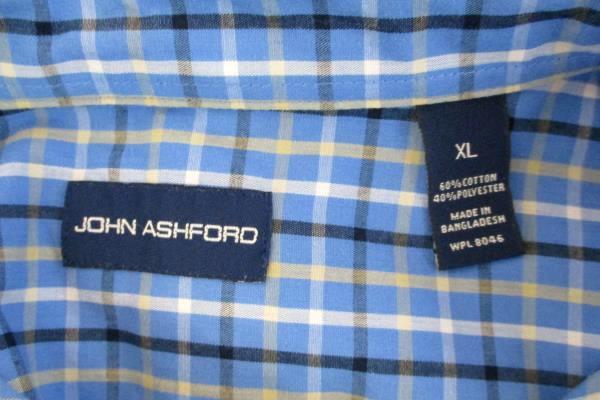 JOHN ASHFORD
XL
60% COTTON
40% POLYESTER
MADE IN
BANGLADESH
WPL 8046